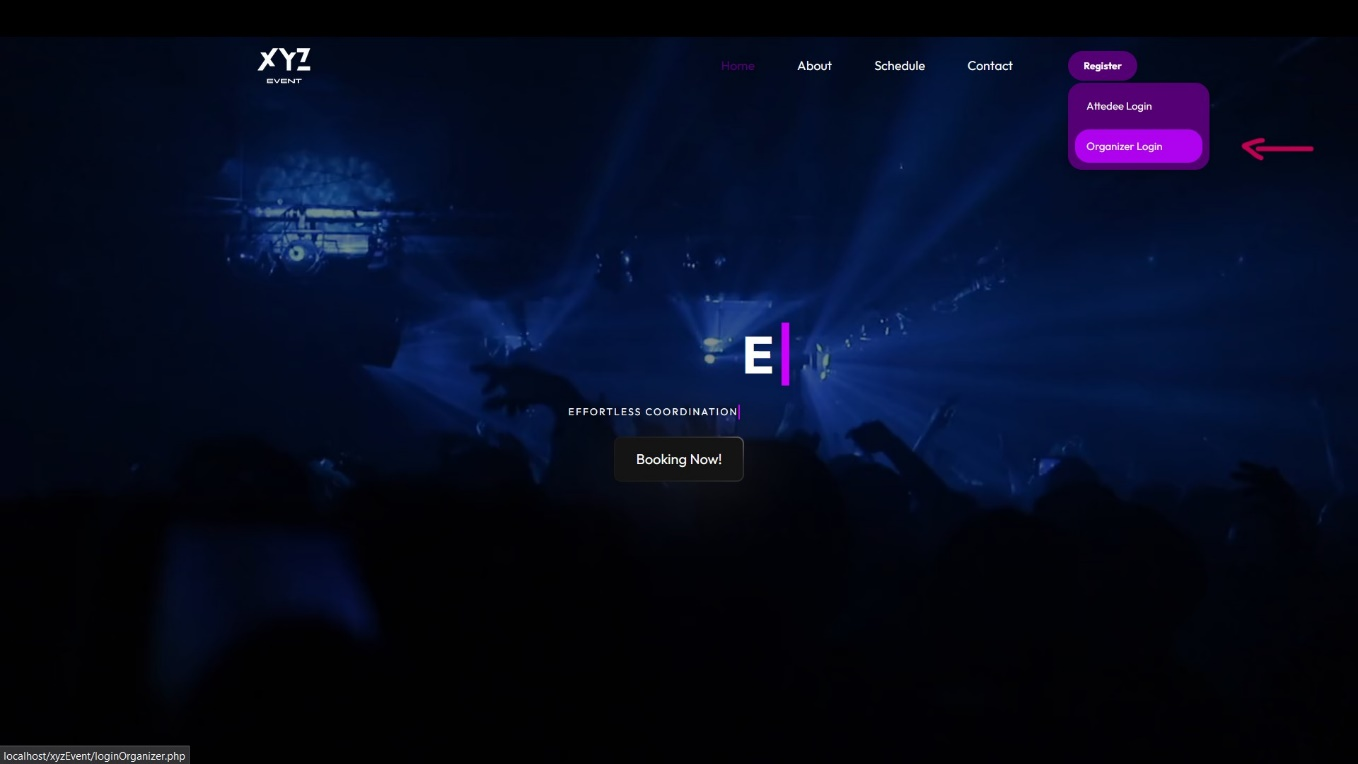 XYZ
EVENT
Home
About
Schedule
Contact
Register
Attedee Login
Organizer Login
E
EFFORTLESS COORDINATION
Booking Now!
localhost/xyzEvent/loginOrganizer.php